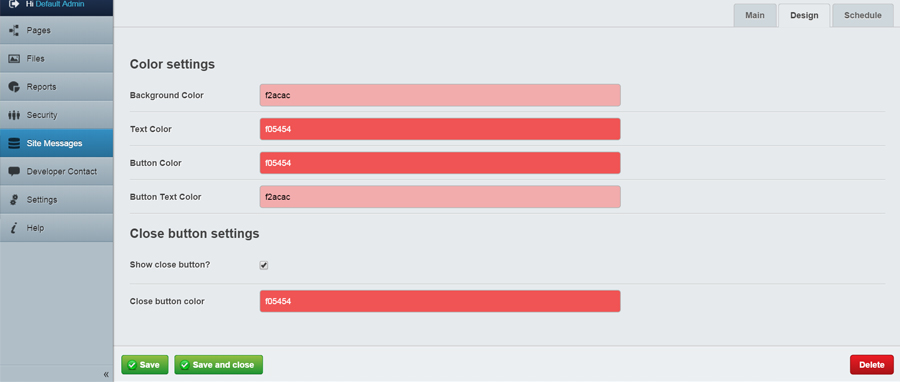 Hi Default Admin
Pages
Files
Reports
Security
Site Messages
Developer Contact
Settings
Help
«
Main
Design
Schedule
Color settings
Background Color
f2acac
Text Color
f05454
Button Color
f05454
Button Text Color
f2acac
Close button settings
Show close button?
Close button color
f05454
Save
Save and close
Delete